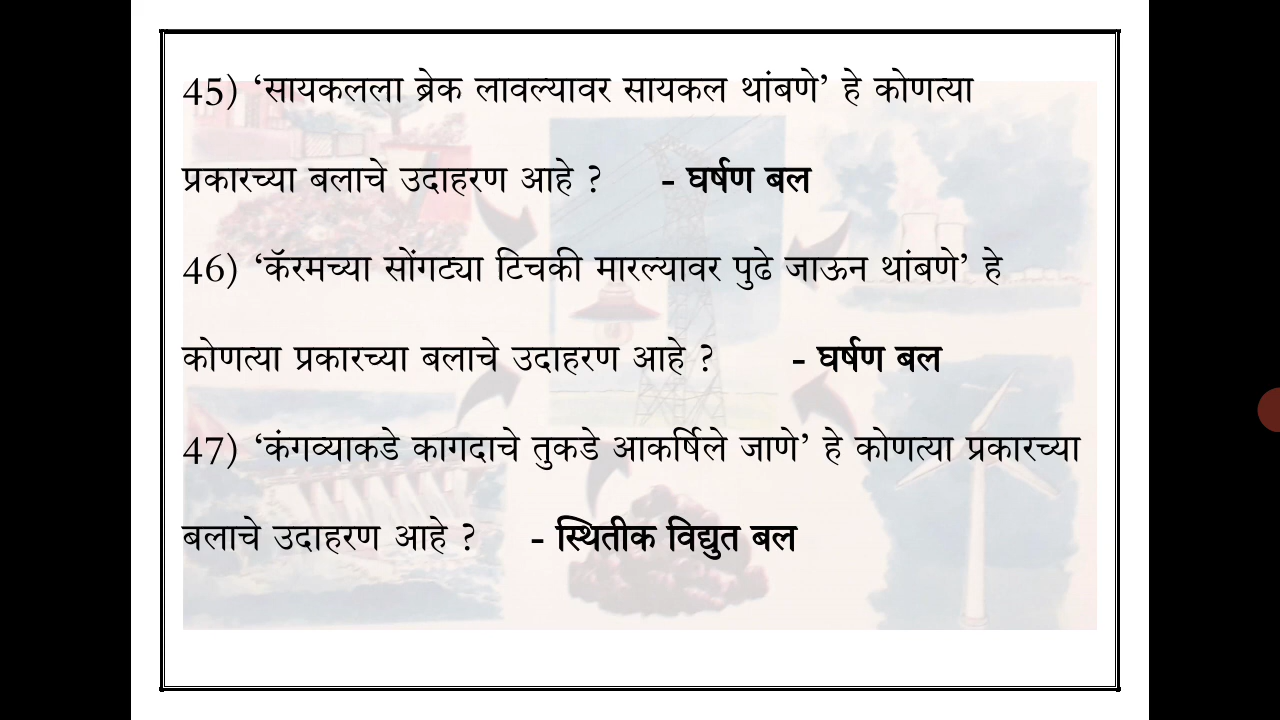 45) ‘सायकलला ब्रेक लावल्यावर सायकल थांबणे’ हे कोणत्या
प्रकारच्या बलाचे उदाहरण आहे ? - घर्षण बल
46) ‘कॅरमच्या सोंगट्या टिचकी मारल्यावर पुढे जाऊन थांबणे’ हे
कोणत्या प्रकारच्या बलाचे उदाहरण आहे ? - घर्षण बल
47) ‘कंगव्याकडे कागदाचे तुकडे आकर्षिले जाणे’ हे कोणत्या प्रकारच्या
बलाचे उदाहरण आहे ? - स्थितीक विद्युत बल